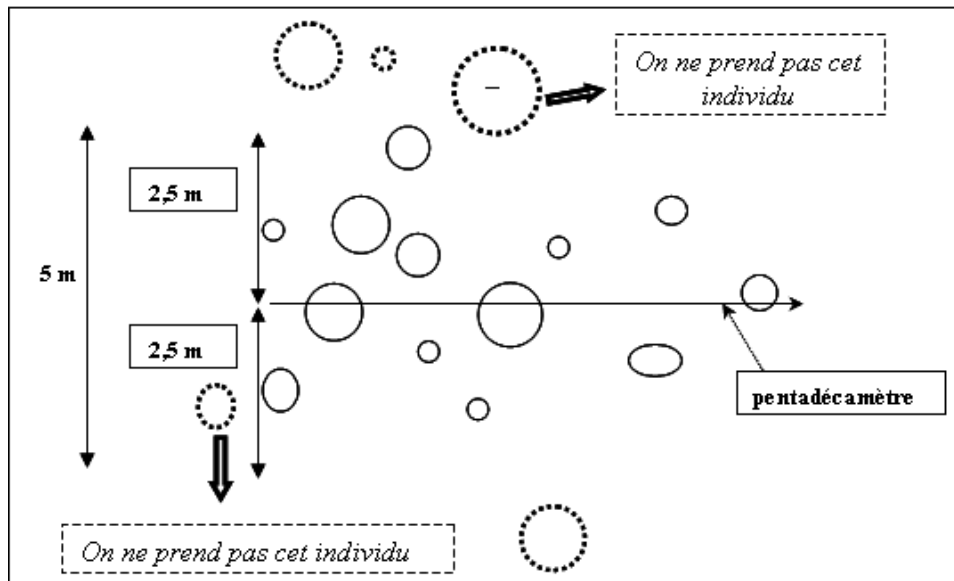 On ne prend pas cet
individu
2,5 m
5 m
2,5 m
pentadécamètre
On ne prend pas cet individu